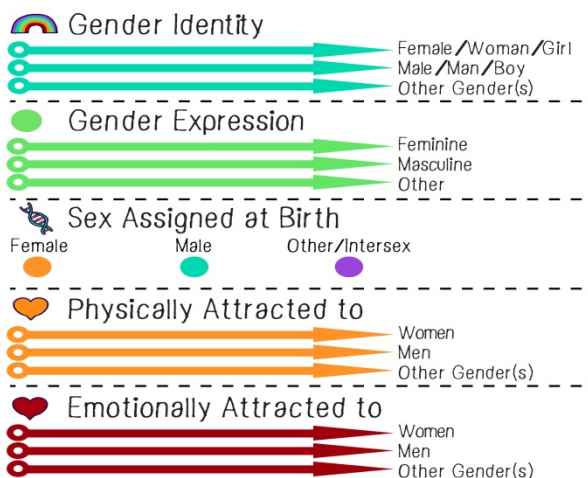 Gender Identity
Female/Woman/Girl
Male/Man/Boy
Other Gender(s)
Gender Expression
Feminine
Masculine
Other
Sex Assigned at Birth
Female Male Other/Intersex
Physically Attracted to
Women
Men
Other Gender(s)
Emotionally Attracted to
Women
Men
Other Gender(s)